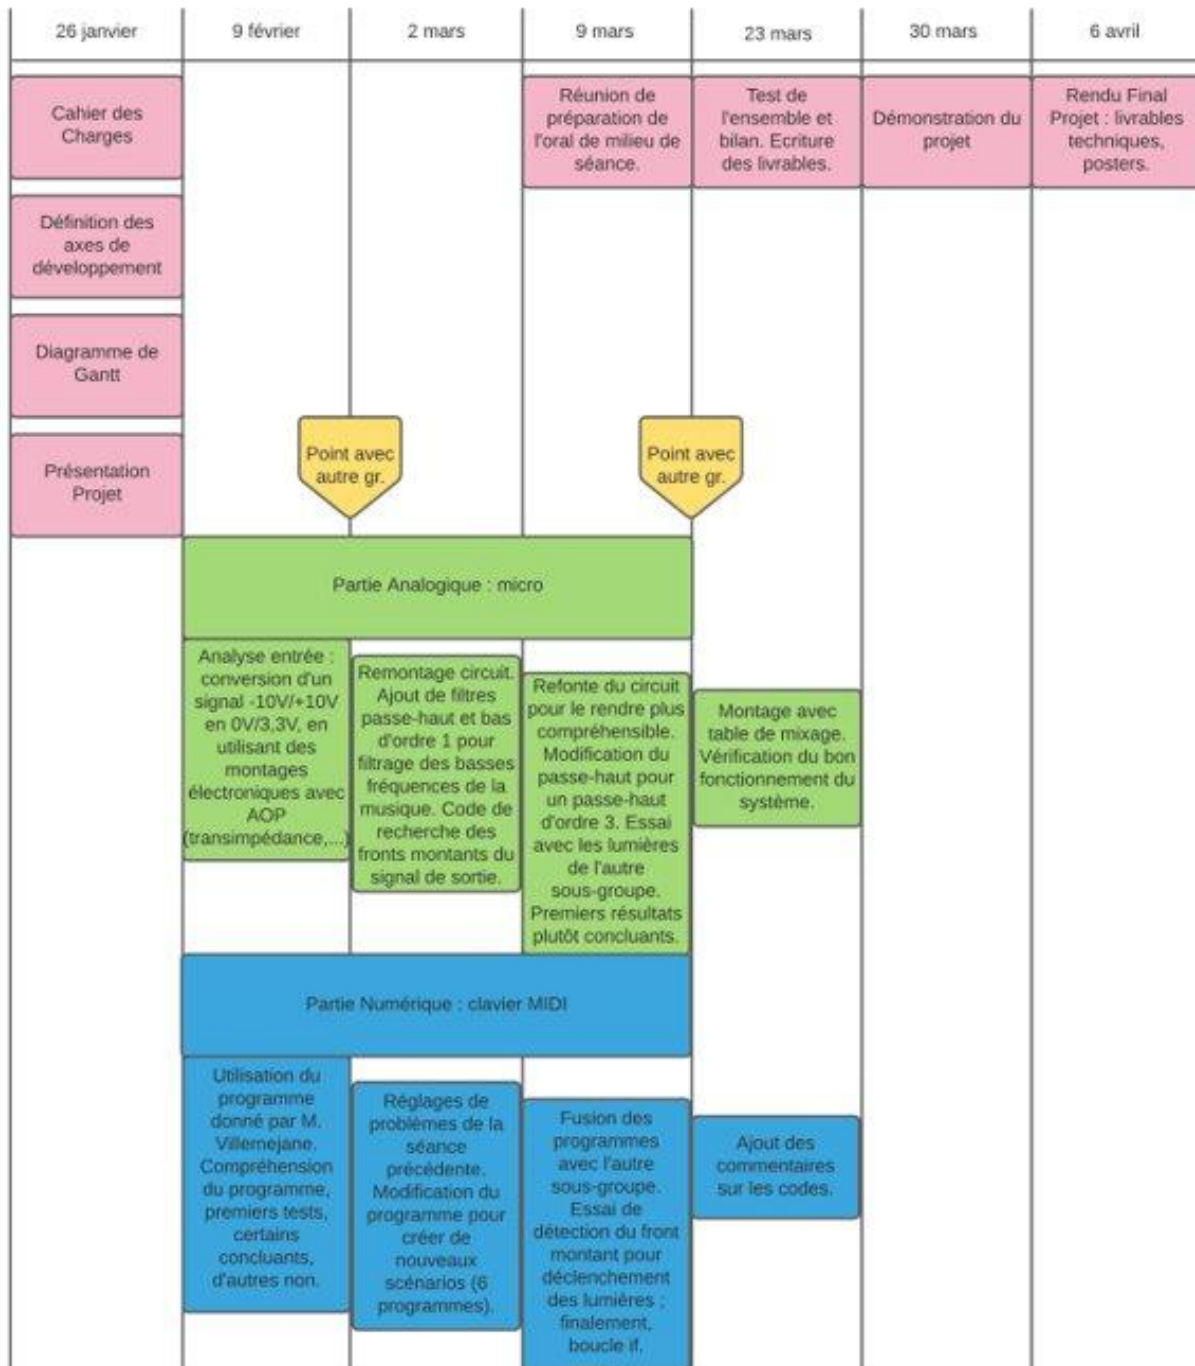 26 janvier
9 février
2 mars
9 mars
23 mars
30 mars
6 avril
Cahier des
Charges
Réunion de
préparation de
l'oral de milieu de
séance.
Test de
l'ensemble et
bilan. Ecriture
des livrables.
Démonstration du
projet
Rendu Final
Projet : livrables
techniques,
posters.
Définition des
axes de
développement
Diagramme de
Gantt
Présentation
Projet
Point avec
autre gr.
Point avec
autre gr.
Partie Analogique : micro
Analyse entrée :
conversion d'un
signal -10V/+10V
en 0V/3,3V, en
utilisant des
montages
électroniques avec
AOP
(transimpédance,...)
Remontage circuit.
Ajout de filtres
passe-haut et bas
d'ordre 1 pour
filtrage des basses
fréquences de la
musique. Code de
recherche des
fronts montants du
signal de sortie.
Refonte du circuit
pour le rendre plus
compréhensible.
Modification du
passe-haut pour
un passe-haut
d'ordre 3. Essai
avec les lumières
de l'autre
sous-groupe.
Premiers résultats
plutôt concluants.
Montage avec
table de mixage.
Vérification du bon
fonctionnement du
système.
Partie Numérique : clavier MIDI
Utilisation du
programme
donné par M.
Villemejane.
Compréhension
du programme,
premiers tests,
certains
concluants,
d'autres non.
Réglages de
problèmes de la
séance
précédente.
Modification du
programme pour
créer de
nouveaux
scénarios (6
programmes).
Fusion des
programmes
avec l'autre
sous-groupe.
Essai de
détection du front
montant pour
déclenchement
des lumières :
finalement,
boucle if.
Ajout des
commentaires
sur les codes.